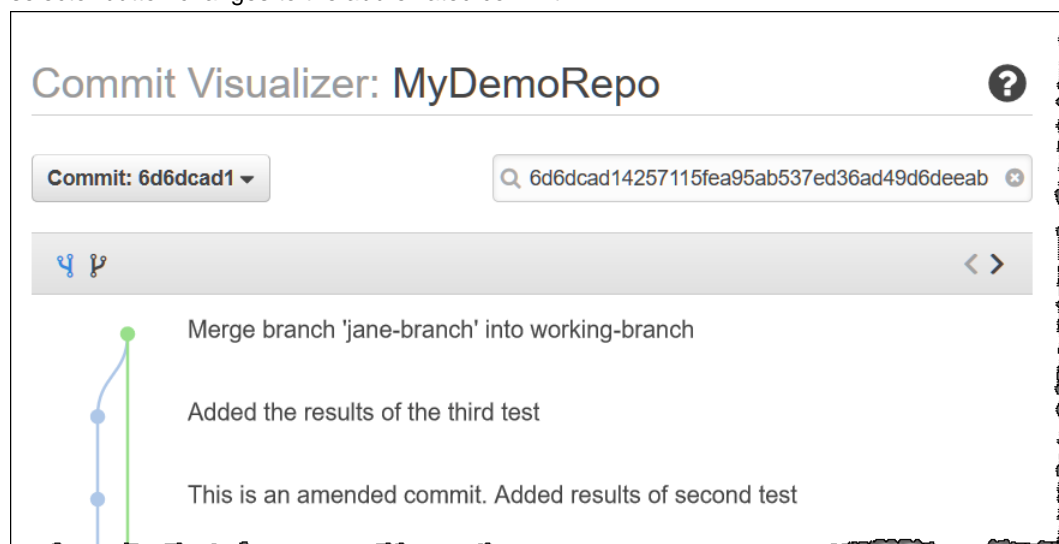 Commit Visualizer: MyDemoRepo
Commit: 6d6dcad1
6d6dcad14257115fea95ab537ed36ad49d6deeab
Merge branch 'jane-branch' into working-branch
Added the results of the third test
This is an amended commit. Added results of second test